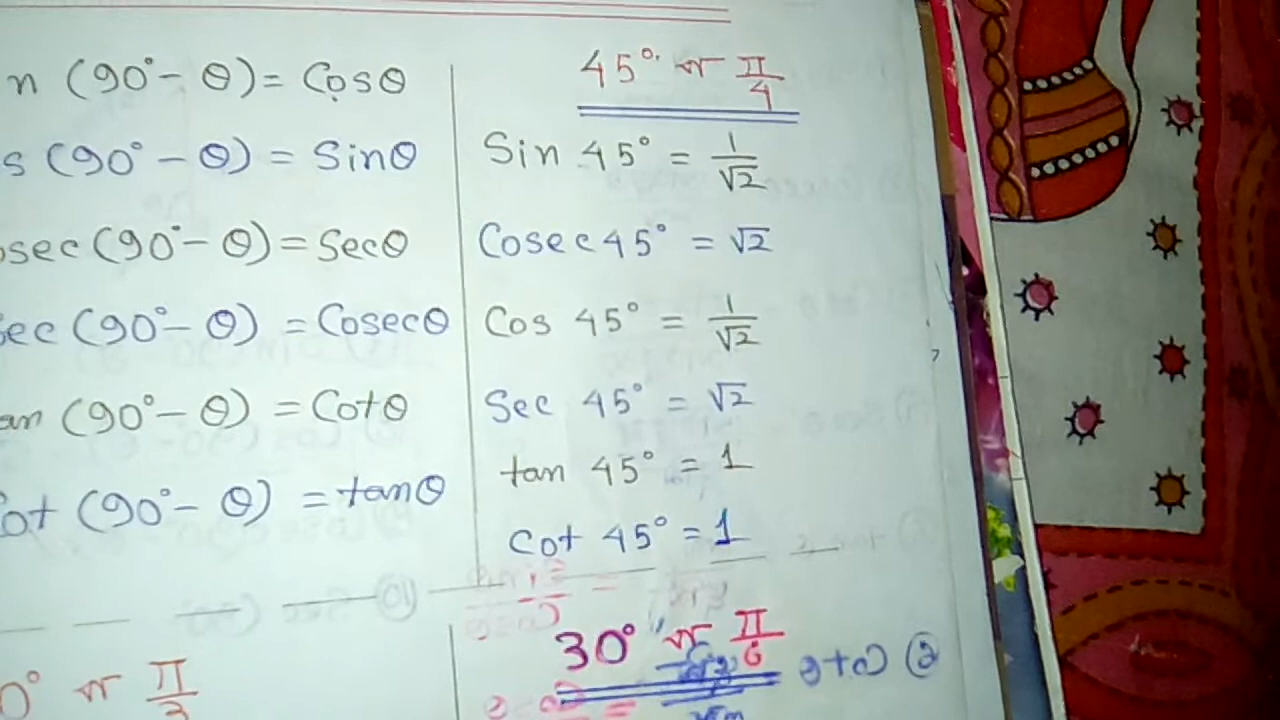 n (90° - θ) = Cosθ
s (90° - θ) = Sinθ
osec (90° - θ) = Secθ
ec (90° - θ) = Cosecθ
an (90° - θ) = Cotθ
ot (90° - θ) = tanθ
45° বা π/4
Sin 45° = 1/√2
Cosec 45° = √2
Cos 45° = 1/√2
Sec 45° = √2
tan 45° = 1
Cot 45° = 1
0° বা π/3
30° বা π/6